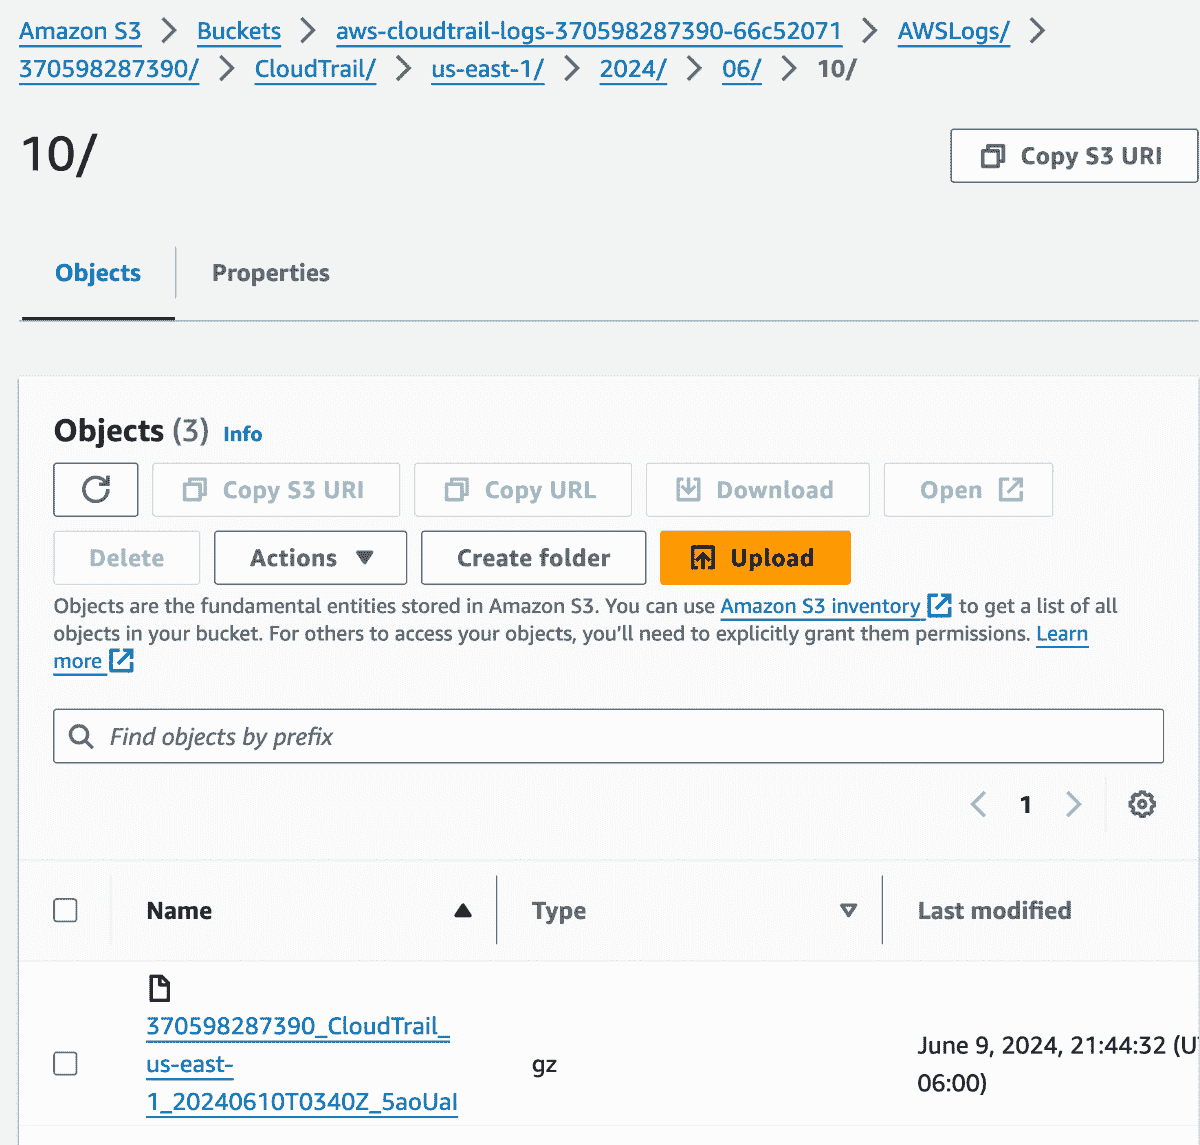 Amazon S3 > Buckets > aws-cloudtrail-logs-370598287390-66c52071 > AWSLogs/ >
370598287390/ > CloudTrail/ > us-east-1/ > 2024/ > 06/ > 10/
10/
Copy S3 URI
Objects
Properties
Objects (3) Info
Copy S3 URI
Copy URL
Download
Open
Delete
Actions
Create folder
Upload
Objects are the fundamental entities stored in Amazon S3. You can use Amazon S3 inventory to get a list of all
objects in your bucket. For others to access your objects, you'll need to explicitly grant them permissions. Learn
more
Find objects by prefix
< 1 >
Name
Type
Last modified
370598287390_CloudTrail_
us-east-
1_20240610T0340Z_5aoUaI
gz
June 9, 2024, 21:44:32 (U
06:00)